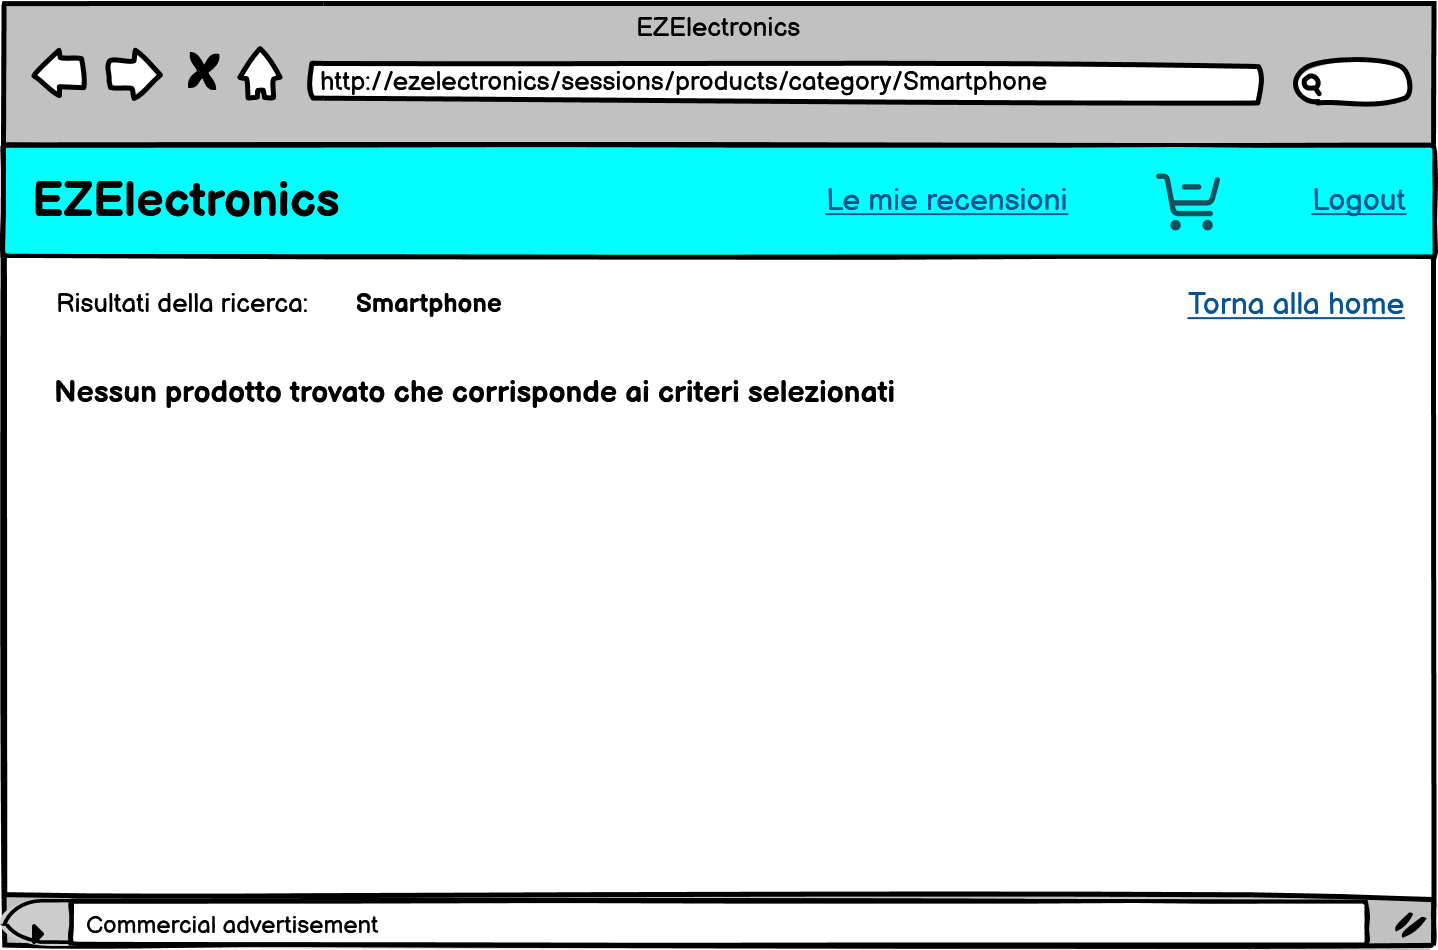 EZElectronics
http://ezelectronics/sessions/products/category/Smartphone
EZElectronics Le mie recensioni Logout
Risultati della ricerca: Smartphone Torna alla home
Nessun prodotto trovato che corrisponde ai criteri selezionati
Commercial advertisement